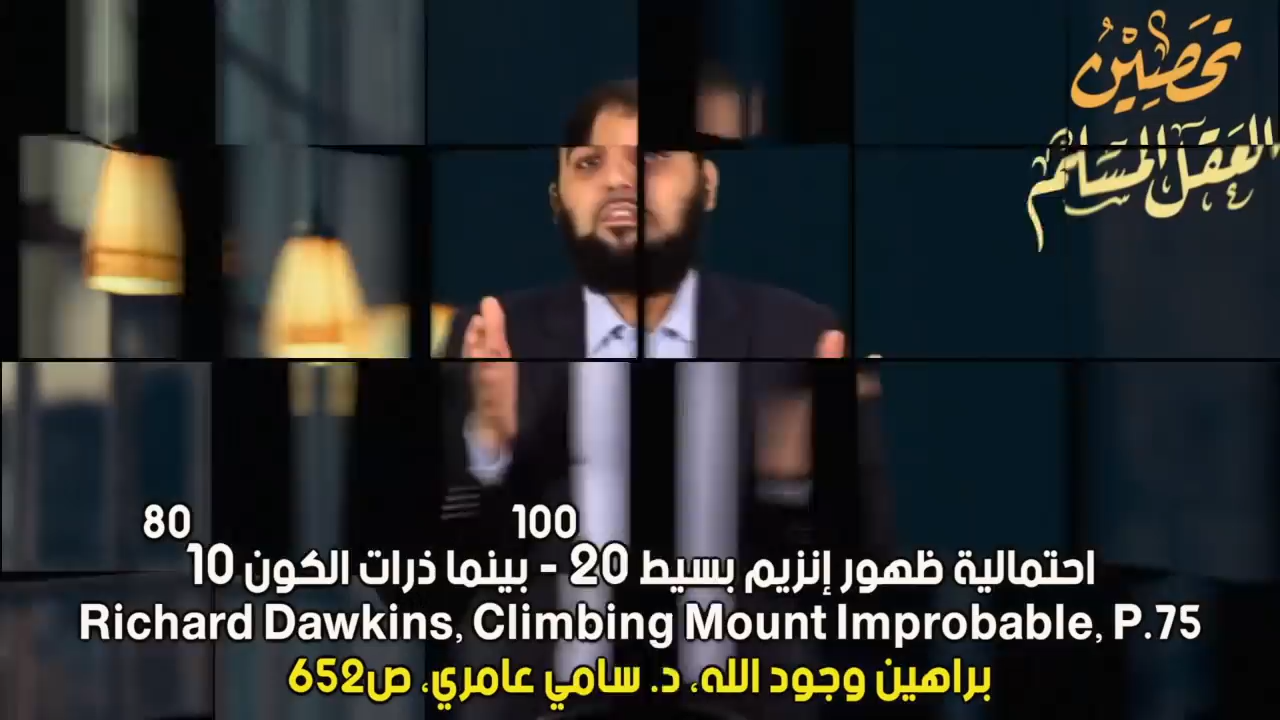 تحصين
العقل المسلم
100 80
احتمالية ظهور إنزيم بسيط 20 - بينما ذرات الكون 10
Richard Dawkins, Climbing Mount Improbable, P.75
براهين وجود الله، د. سامي عامري، ص652